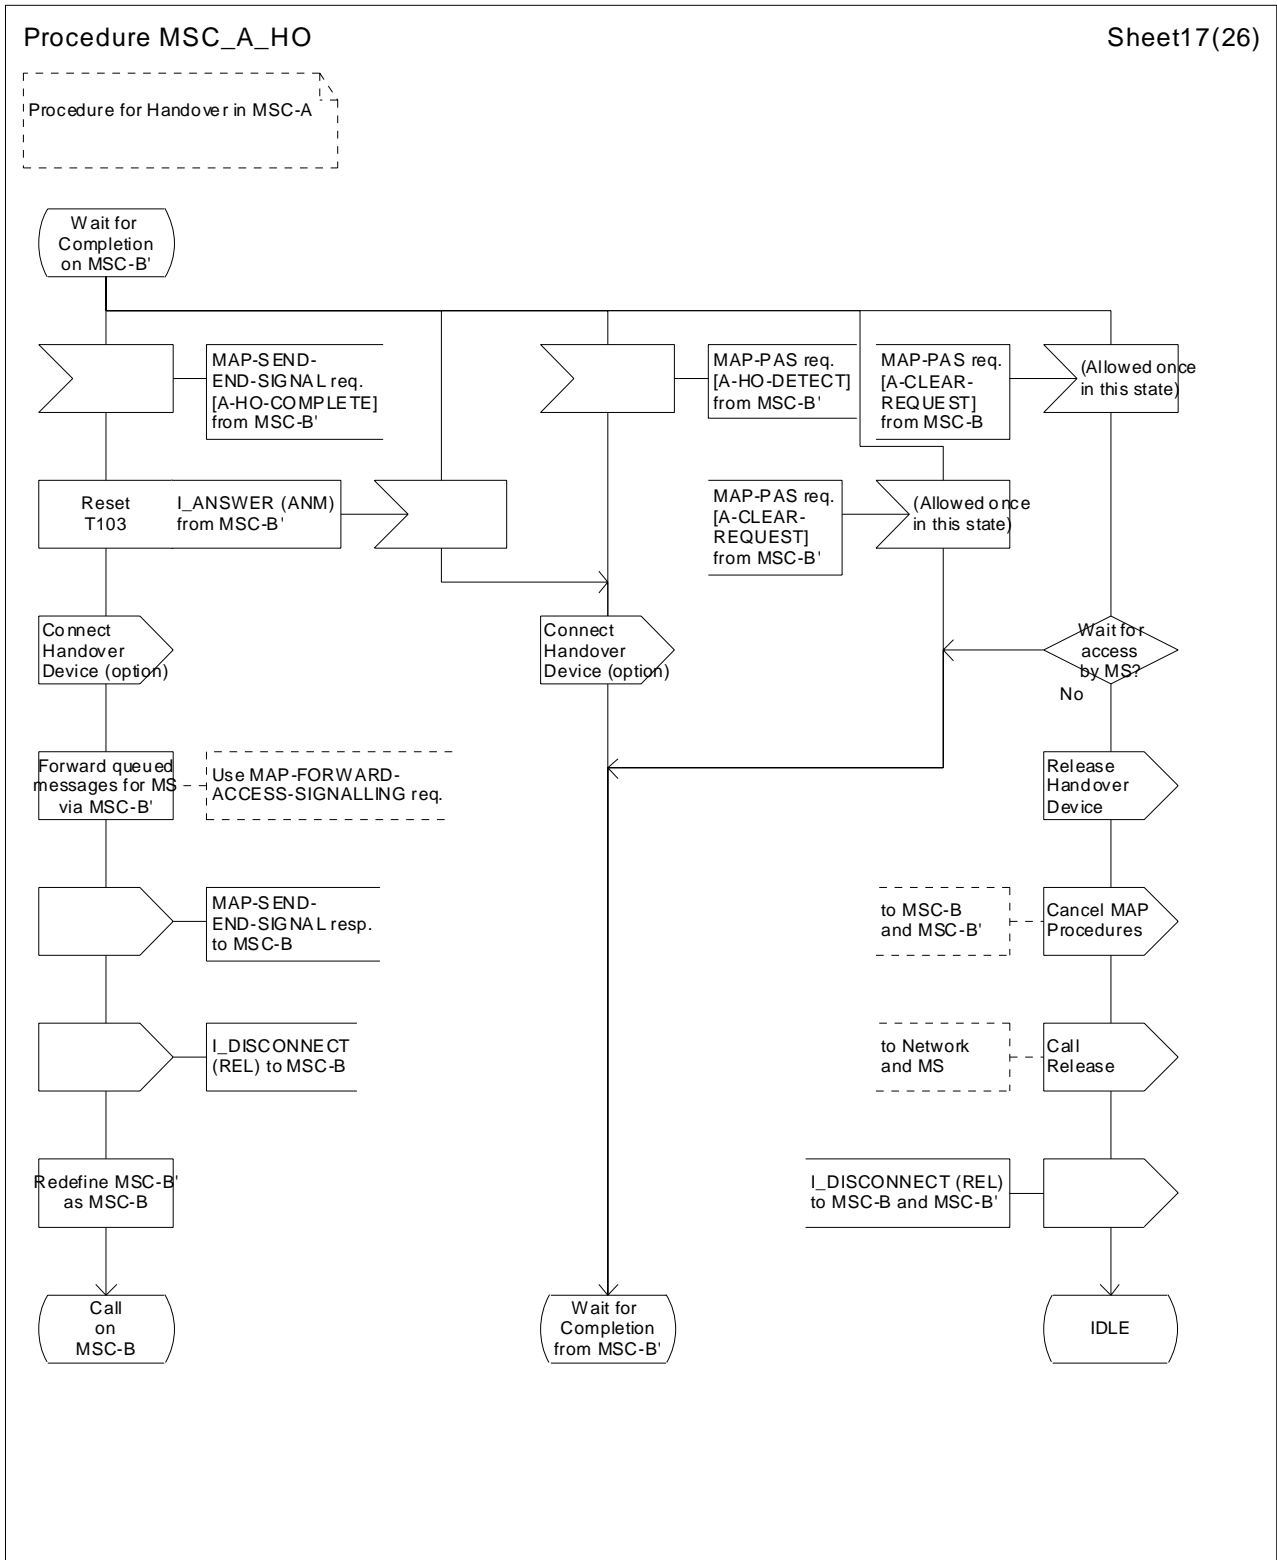 Procedure MSC_A_HO
Sheet17(26)
Procedure for Handover in MSC-A
Wait for
Completion
on MSC-B'
MAP-SEND-
END-SIGNAL req.
[A-HO-COMPLETE]
from MSC-B'
MAP-PAS req.
[A-HO-DETECT]
from MSC-B'
MAP-PAS req.
[A-CLEAR-
REQUEST]
from MSC-B
(Allowed once
in this state)
Reset
T103
I_ANSWER (ANM)
from MSC-B'
MAP-PAS req.
[A-CLEAR-
REQUEST]
from MSC-B'
(Allowed once
in this state)
Connect
Handover
Device (option)
Connect
Handover
Device (option)
Wait for
access
by MS?
No
Forward queued
messages for MS
via MSC-B'
Use MAP-FORWARD-
ACCESS-SIGNALLING req.
Release
Handover
Device
MAP-SEND-
END-SIGNAL resp.
to MSC-B
to MSC-B
and MSC-B'
Cancel MAP
Procedures
I_DISCONNECT
(REL) to MSC-B
to Network
and MS
Call
Release
Redefine MSC-B'
as MSC-B
I_DISCONNECT (REL)
to MSC-B and MSC-B'
Call
on
MSC-B
Wait for
Completion
from MSC-B'
IDLE